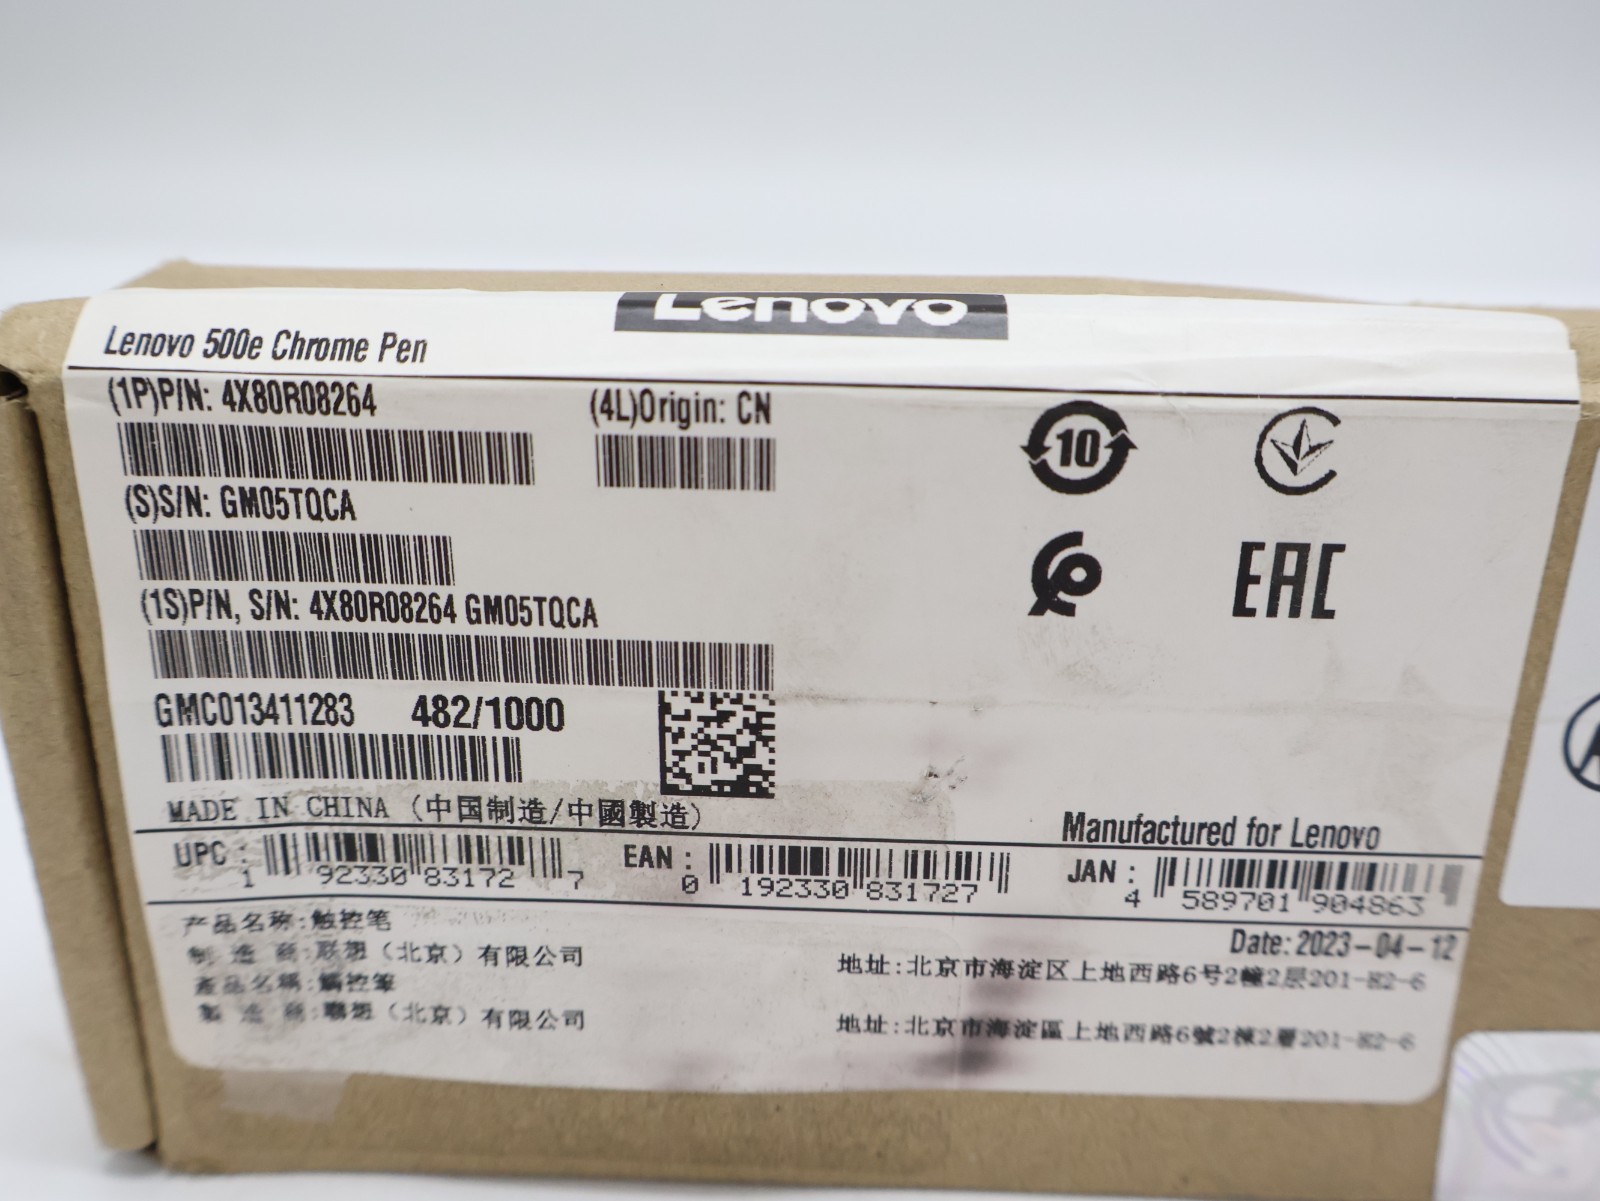 Lenovo
Lenovo 500e Chrome Pen
(1P)P/N: 4X80R08264
(4L)Origin: CN
10
(S)S/N: GM05TQCA
EAC
(1S)P/N, S/N: 4X80R08264 GM05TQCA
GMC013411283 482/1000
MADE IN CHINA (中国制造/中國製造)
Manufactured for Lenovo
UPC: 1 92330 83172 7
EAN: 0 192330 831727
JAN: 4 589701 904863
Date: 2023-04-12
产品名称:触控笔
制 造 商:联想（北京）有限公司
地址:北京市海淀区上地西路6号2幢2层201-H2-6
產品名稱:觸控筆
製 造 商:聯想（北京）有限公司
地址:北京市海淀區上地西路6號2棟2層201-H2-6